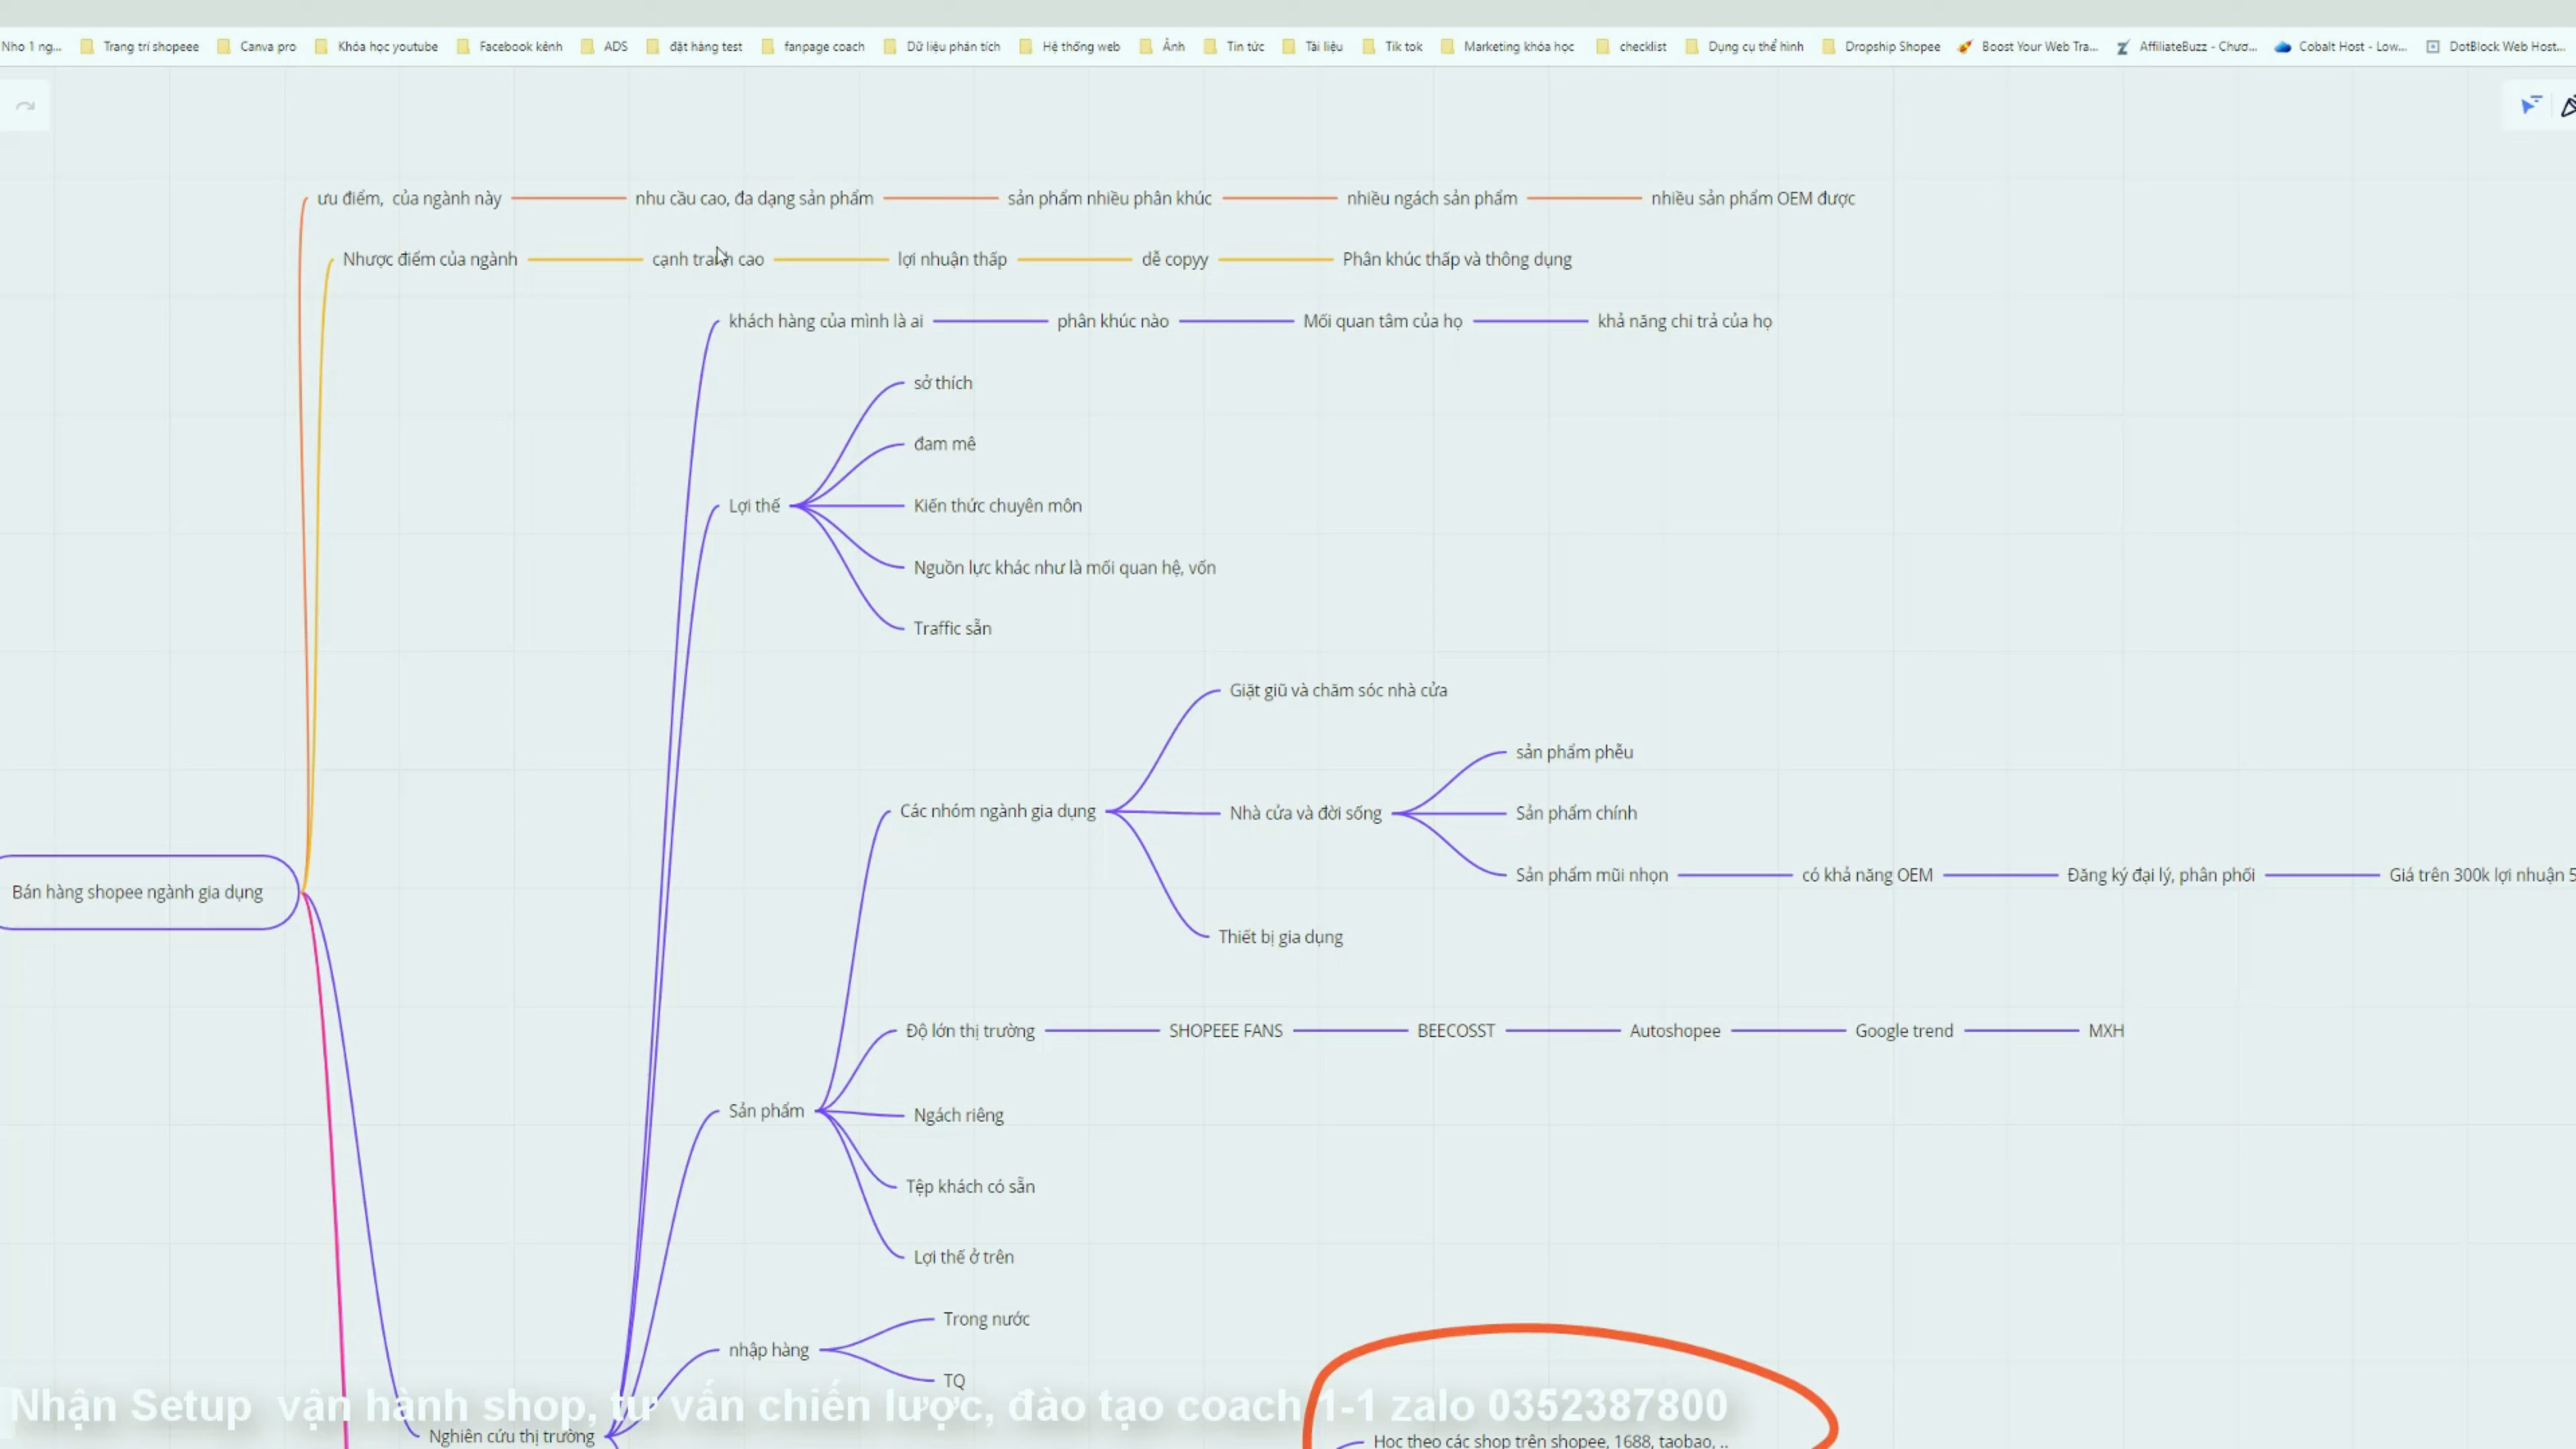 Nho 1 ng... Trang trí shopeee Canva pro Khóa học youtube Facebook kênh ADS đặt hàng test fanpage coach Dữ liệu phân tích Hệ thống web Ảnh Tin tức Tài liệu Tik tok Marketing khóa học checklist Dụng cụ thể hình Dropship Shopee Boost Your Web Tra... AffiliateBuzz - Chươ... Cobalt Host - Low... DotBlock Web Host...
ưu điểm, của ngành này nhu cầu cao, đa dạng sản phẩm sản phẩm nhiều phân khúc nhiều ngách sản phẩm nhiều sản phẩm OEM được
Nhược điểm của ngành cạnh tranh cao lợi nhuận thấp dễ copyy Phân khúc thấp và thông dụng
khách hàng của mình là ai phân khúc nào Mối quan tâm của họ khả năng chi trả của họ
sở thích
đam mê
Lợi thế Kiến thức chuyên môn
Nguồn lực khác như là mối quan hệ, vốn
Traffic sẵn
Giặt giũ và chăm sóc nhà cửa
sản phẩm phễu
Các nhóm ngành gia dụng Nhà cửa và đời sống Sản phẩm chính
Sản phẩm mũi nhọn có khả năng OEM Đăng ký đại lý, phân phối Giá trên 300k lợi nhuận 5
Bán hàng shopee ngành gia dụng
Thiết bị gia dụng
Độ lớn thị trường SHOPEEE FANS BEECOSST Autoshopee Google trend MXH
Sản phẩm Ngách riêng
Tệp khách có sẵn
Lợi thế ở trên
Trong nước
nhập hàng
TQ
Nhận Setup vận hành shop, tư vấn chiến lược, đào tạo coach 1-1 zalo 0352387800
Nghiên cứu thị trường
Học theo các shop trên shopee, 1688, taobao, ..